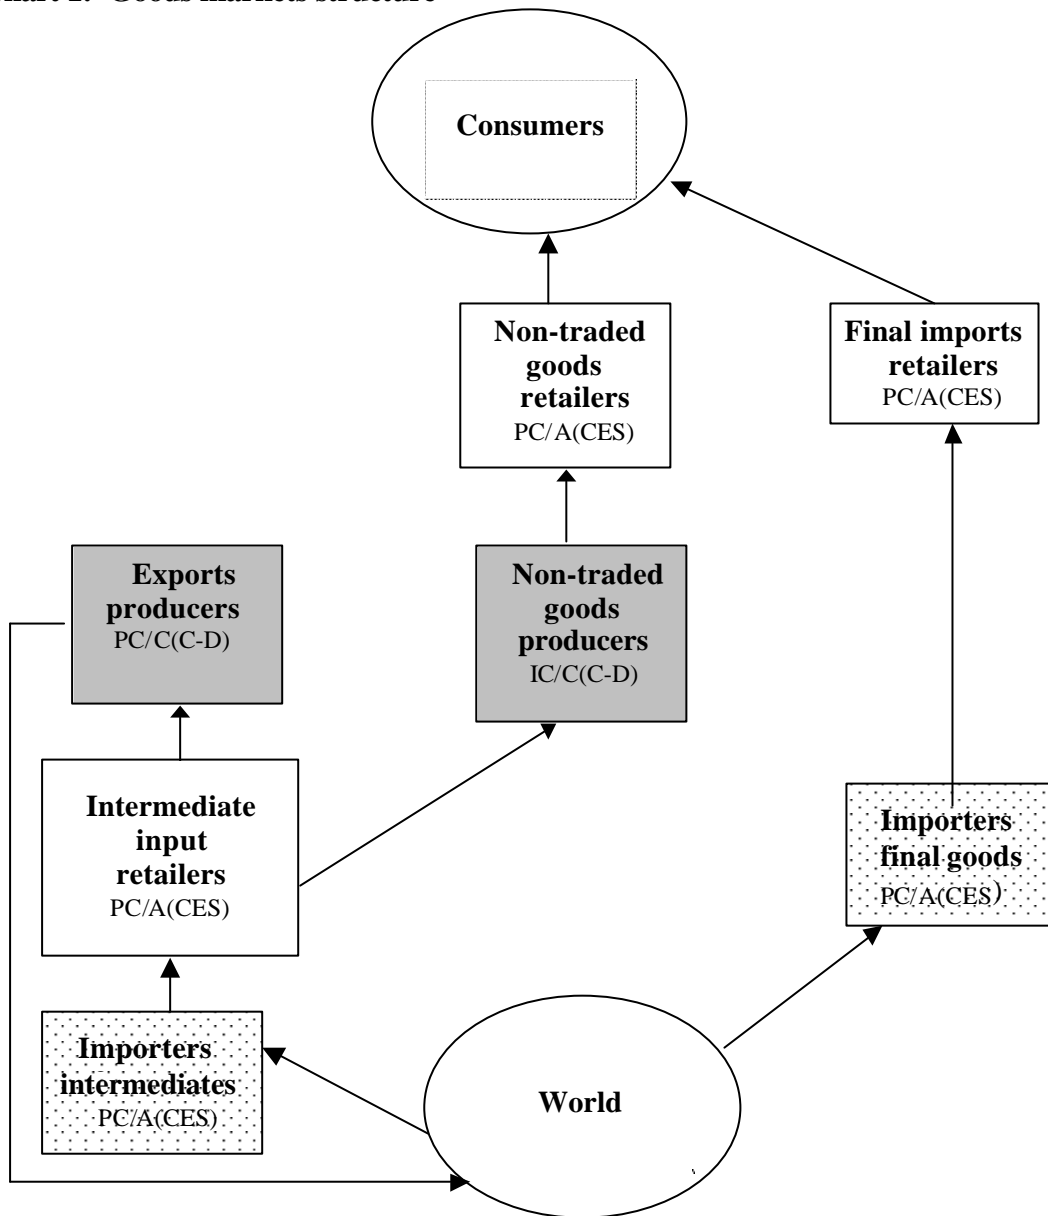 Goods markets structure
Consumers
Non-traded
goods
retailers
PC/A(CES)
Final imports
retailers
PC/A(CES)
Exports
producers
PC/C(C-D)
Non-traded
goods
producers
IC/C(C-D)
Intermediate
input
retailers
PC/A(CES)
Importers
final goods
PC/A(CES)
Importers
intermediates
PC/A(CES)
World